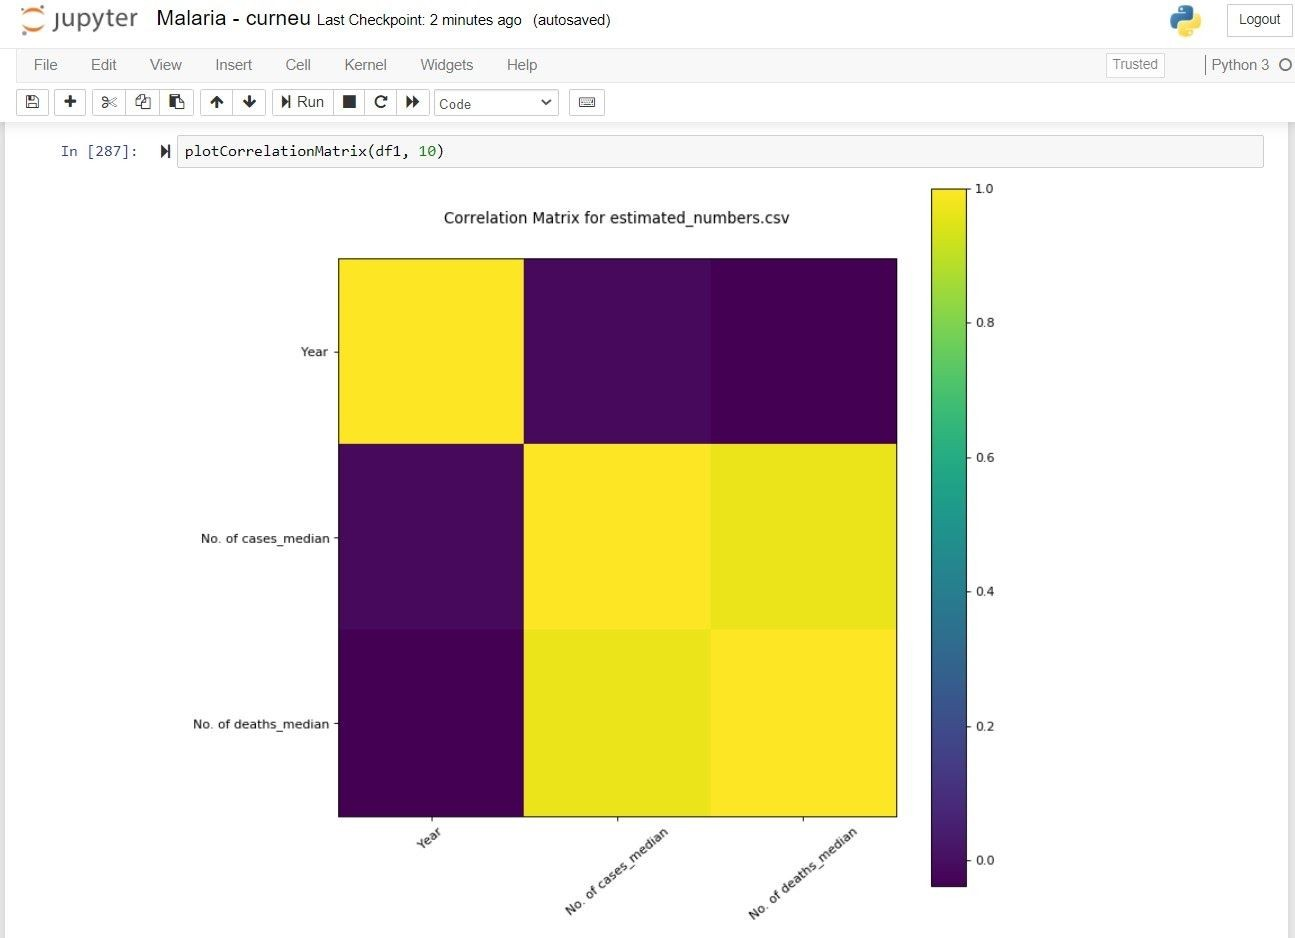 jupyter Malaria - curneu Last Checkpoint: 2 minutes ago (autosaved)
Logout
File Edit View Insert Cell Kernel Widgets Help
Trusted
Python 3
Run
Code
In [287]:
plotCorrelationMatrix(df1, 10)
Correlation Matrix for estimated_numbers.csv
Year
No. of cases_median
No. of deaths_median
Year
No. of cases_median
No. of deaths_median
1.0
0.8
0.6
0.4
0.2
0.0